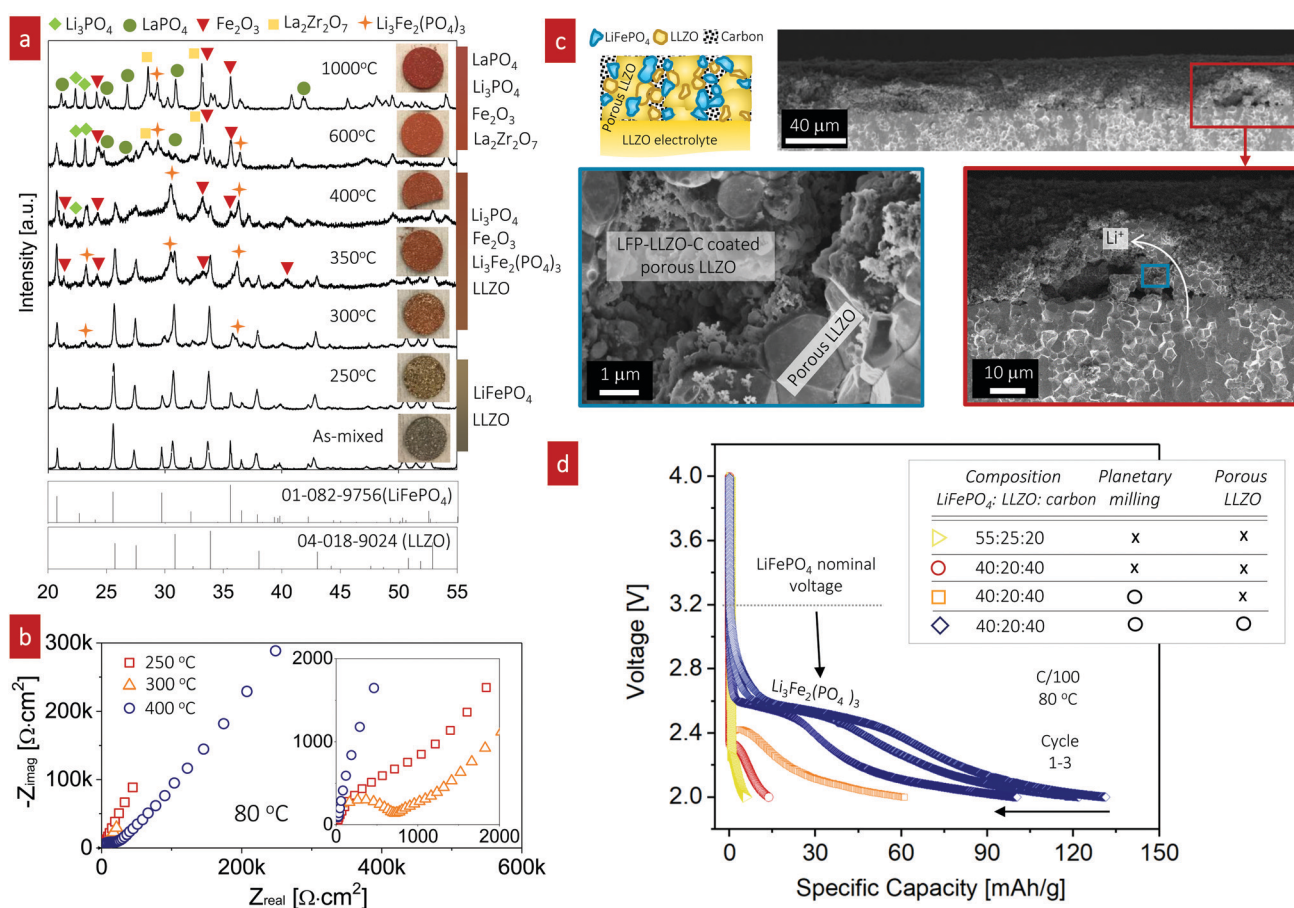 a
Li₃PO₄ LaPO₄ Fe₂O₃ La₂Zr₂O₇ Li₃Fe₂(PO₄)₃
Intensity [a.u.]
1000°C
600°C
400°C
350°C
300°C
250°C
As-mixed
LaPO₄
Li₃PO₄
Fe₂O₃
La₂Zr₂O₇
Li₃PO₄
Fe₂O₃
Li₃Fe₂(PO₄)₃
LLZO
LiFePO₄
LLZO
01-082-9756(LiFePO₄)
04-018-9024 (LLZO)
20 25 30 35 40 45 50 55
b
-Z_imag [Ω·cm²]
300k
200k
100k
0
250 °C
300 °C
400 °C
80 °C
2000
1000
0
0 1000 2000
0 200k 400k 600k
Z_real [Ω·cm²]
c
LiFePO₄ LLZO Carbon
Porous LLZO
LLZO electrolyte
40 μm
LFP-LLZO-C coated
porous LLZO
Porous LLZO
1 μm
Li⁺
10 μm
d
Voltage [V]
4.0
3.6
3.2
2.8
2.4
2.0
Composition Planetary Porous
LiFePO₄: LLZO: carbon milling LLZO
55:25:20 x x
40:20:40 x x
40:20:40 O x
40:20:40 O O
LiFePO₄ nominal
voltage
Li₃Fe₂(PO₄)₃
C/100
80 °C
Cycle
1-3
0 30 60 90 120 150
Specific Capacity [mAh/g]